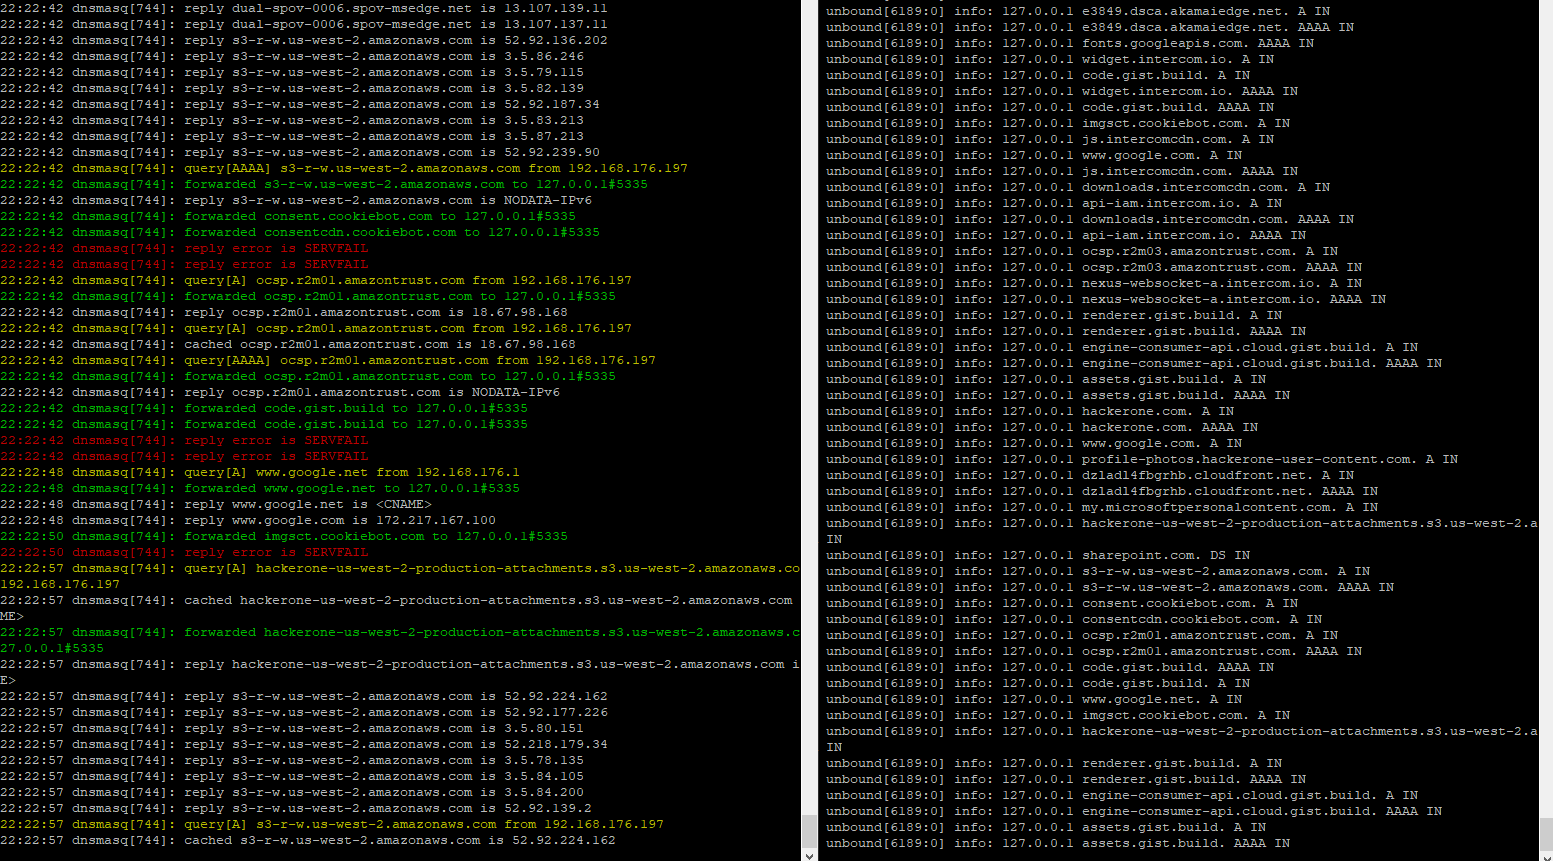 22:22:42 dnsmasq[744]: reply dual-spov-0006.spov-msedge.net is 13.107.139.11
22:22:42 dnsmasq[744]: reply dual-spov-0006.spov-msedge.net is 13.107.137.11
22:22:42 dnsmasq[744]: reply s3-r-w.us-west-2.amazonaws.com is 52.92.136.202
22:22:42 dnsmasq[744]: reply s3-r-w.us-west-2.amazonaws.com is 3.5.86.246
22:22:42 dnsmasq[744]: reply s3-r-w.us-west-2.amazonaws.com is 3.5.79.115
22:22:42 dnsmasq[744]: reply s3-r-w.us-west-2.amazonaws.com is 3.5.82.139
22:22:42 dnsmasq[744]: reply s3-r-w.us-west-2.amazonaws.com is 52.92.187.34
22:22:42 dnsmasq[744]: reply s3-r-w.us-west-2.amazonaws.com is 3.5.83.213
22:22:42 dnsmasq[744]: reply s3-r-w.us-west-2.amazonaws.com is 3.5.87.213
22:22:42 dnsmasq[744]: reply s3-r-w.us-west-2.amazonaws.com is 52.92.239.90
22:22:42 dnsmasq[744]: query[AAAA] s3-r-w.us-west-2.amazonaws.com from 192.168.176.197
22:22:42 dnsmasq[744]: forwarded s3-r-w.us-west-2.amazonaws.com to 127.0.0.1#5335
22:22:42 dnsmasq[744]: reply s3-r-w.us-west-2.amazonaws.com is NODATA-IPv6
22:22:42 dnsmasq[744]: forwarded consent.cookiebot.com to 127.0.0.1#5335
22:22:42 dnsmasq[744]: forwarded consentcdn.cookiebot.com to 127.0.0.1#5335
22:22:42 dnsmasq[744]: reply error is SERVFAIL
22:22:42 dnsmasq[744]: reply error is SERVFAIL
22:22:42 dnsmasq[744]: query[A] ocsp.r2m01.amazontrust.com from 192.168.176.197
22:22:42 dnsmasq[744]: forwarded ocsp.r2m01.amazontrust.com to 127.0.0.1#5335
22:22:42 dnsmasq[744]: reply ocsp.r2m01.amazontrust.com is 18.67.98.168
22:22:42 dnsmasq[744]: query[A] ocsp.r2m01.amazontrust.com from 192.168.176.197
22:22:42 dnsmasq[744]: cached ocsp.r2m01.amazontrust.com is 18.67.98.168
22:22:42 dnsmasq[744]: query[AAAA] ocsp.r2m01.amazontrust.com from 192.168.176.197
22:22:42 dnsmasq[744]: forwarded ocsp.r2m01.amazontrust.com to 127.0.0.1#5335
22:22:42 dnsmasq[744]: reply ocsp.r2m01.amazontrust.com is NODATA-IPv6
22:22:42 dnsmasq[744]: forwarded code.gist.build to 127.0.0.1#5335
22:22:42 dnsmasq[744]: forwarded code.gist.build to 127.0.0.1#5335
22:22:42 dnsmasq[744]: reply error is SERVFAIL
22:22:42 dnsmasq[744]: reply error is SERVFAIL
22:22:48 dnsmasq[744]: query[A] www.google.net from 192.168.176.1
22:22:48 dnsmasq[744]: forwarded www.google.net to 127.0.0.1#5335
22:22:48 dnsmasq[744]: reply www.google.net is <CNAME>
22:22:48 dnsmasq[744]: reply www.google.com is 172.217.167.100
22:22:50 dnsmasq[744]: forwarded imgsct.cookiebot.com to 127.0.0.1#5335
22:22:50 dnsmasq[744]: reply error is SERVFAIL
22:22:57 dnsmasq[744]: query[A] hackerone-us-west-2-production-attachments.s3.us-west-2.amazonaws.co
192.168.176.197
22:22:57 dnsmasq[744]: cached hackerone-us-west-2-production-attachments.s3.us-west-2.amazonaws.com
ME>
22:22:57 dnsmasq[744]: forwarded hackerone-us-west-2-production-attachments.s3.us-west-2.amazonaws.c
27.0.0.1#5335
22:22:57 dnsmasq[744]: reply hackerone-us-west-2-production-attachments.s3.us-west-2.amazonaws.com i
E>
22:22:57 dnsmasq[744]: reply s3-r-w.us-west-2.amazonaws.com is 52.92.224.162
22:22:57 dnsmasq[744]: reply s3-r-w.us-west-2.amazonaws.com is 52.92.177.226
22:22:57 dnsmasq[744]: reply s3-r-w.us-west-2.amazonaws.com is 3.5.80.151
22:22:57 dnsmasq[744]: reply s3-r-w.us-west-2.amazonaws.com is 52.218.179.34
22:22:57 dnsmasq[744]: reply s3-r-w.us-west-2.amazonaws.com is 3.5.78.135
22:22:57 dnsmasq[744]: reply s3-r-w.us-west-2.amazonaws.com is 3.5.84.105
22:22:57 dnsmasq[744]: reply s3-r-w.us-west-2.amazonaws.com is 3.5.84.200
22:22:57 dnsmasq[744]: reply s3-r-w.us-west-2.amazonaws.com is 52.92.139.2
22:22:57 dnsmasq[744]: query[A] s3-r-w.us-west-2.amazonaws.com from 192.168.176.197
22:22:57 dnsmasq[744]: cached s3-r-w.us-west-2.amazonaws.com is 52.92.224.162
unbound[6189:0] info: 127.0.0.1 e3849.dsca.akamaiedge.net. A IN
unbound[6189:0] info: 127.0.0.1 e3849.dsca.akamaiedge.net. AAAA IN
unbound[6189:0] info: 127.0.0.1 fonts.googleapis.com. AAAA IN
unbound[6189:0] info: 127.0.0.1 widget.intercom.io. A IN
unbound[6189:0] info: 127.0.0.1 code.gist.build. A IN
unbound[6189:0] info: 127.0.0.1 widget.intercom.io. AAAA IN
unbound[6189:0] info: 127.0.0.1 code.gist.build. AAAA IN
unbound[6189:0] info: 127.0.0.1 imgsct.cookiebot.com. A IN
unbound[6189:0] info: 127.0.0.1 js.intercomcdn.com. A IN
unbound[6189:0] info: 127.0.0.1 www.google.com. A IN
unbound[6189:0] info: 127.0.0.1 js.intercomcdn.com. AAAA IN
unbound[6189:0] info: 127.0.0.1 downloads.intercomcdn.com. A IN
unbound[6189:0] info: 127.0.0.1 api-iam.intercom.io. A IN
unbound[6189:0] info: 127.0.0.1 downloads.intercomcdn.com. AAAA IN
unbound[6189:0] info: 127.0.0.1 api-iam.intercom.io. AAAA IN
unbound[6189:0] info: 127.0.0.1 ocsp.r2m03.amazontrust.com. A IN
unbound[6189:0] info: 127.0.0.1 ocsp.r2m03.amazontrust.com. AAAA IN
unbound[6189:0] info: 127.0.0.1 nexus-websocket-a.intercom.io. A IN
unbound[6189:0] info: 127.0.0.1 nexus-websocket-a.intercom.io. AAAA IN
unbound[6189:0] info: 127.0.0.1 renderer.gist.build. A IN
unbound[6189:0] info: 127.0.0.1 renderer.gist.build. AAAA IN
unbound[6189:0] info: 127.0.0.1 engine-consumer-api.cloud.gist.build. A IN
unbound[6189:0] info: 127.0.0.1 engine-consumer-api.cloud.gist.build. AAAA IN
unbound[6189:0] info: 127.0.0.1 assets.gist.build. A IN
unbound[6189:0] info: 127.0.0.1 assets.gist.build. AAAA IN
unbound[6189:0] info: 127.0.0.1 hackerone.com. A IN
unbound[6189:0] info: 127.0.0.1 hackerone.com. AAAA IN
unbound[6189:0] info: 127.0.0.1 www.google.com. A IN
unbound[6189:0] info: 127.0.0.1 profile-photos.hackerone-user-content.com. A IN
unbound[6189:0] info: 127.0.0.1 dzladl4fbgrhb.cloudfront.net. A IN
unbound[6189:0] info: 127.0.0.1 dzladl4fbgrhb.cloudfront.net. AAAA IN
unbound[6189:0] info: 127.0.0.1 my.microsoftpersonalcontent.com. A IN
unbound[6189:0] info: 127.0.0.1 hackerone-us-west-2-production-attachments.s3.us-west-2.a
IN
unbound[6189:0] info: 127.0.0.1 sharepoint.com. DS IN
unbound[6189:0] info: 127.0.0.1 s3-r-w.us-west-2.amazonaws.com. A IN
unbound[6189:0] info: 127.0.0.1 s3-r-w.us-west-2.amazonaws.com. AAAA IN
unbound[6189:0] info: 127.0.0.1 consent.cookiebot.com. A IN
unbound[6189:0] info: 127.0.0.1 consentcdn.cookiebot.com. A IN
unbound[6189:0] info: 127.0.0.1 ocsp.r2m01.amazontrust.com. A IN
unbound[6189:0] info: 127.0.0.1 ocsp.r2m01.amazontrust.com. AAAA IN
unbound[6189:0] info: 127.0.0.1 code.gist.build. AAAA IN
unbound[6189:0] info: 127.0.0.1 code.gist.build. A IN
unbound[6189:0] info: 127.0.0.1 www.google.net. A IN
unbound[6189:0] info: 127.0.0.1 imgsct.cookiebot.com. A IN
unbound[6189:0] info: 127.0.0.1 hackerone-us-west-2-production-attachments.s3.us-west-2.a
IN
unbound[6189:0] info: 127.0.0.1 renderer.gist.build. A IN
unbound[6189:0] info: 127.0.0.1 renderer.gist.build. AAAA IN
unbound[6189:0] info: 127.0.0.1 engine-consumer-api.cloud.gist.build. A IN
unbound[6189:0] info: 127.0.0.1 engine-consumer-api.cloud.gist.build. AAAA IN
unbound[6189:0] info: 127.0.0.1 assets.gist.build. A IN
unbound[6189:0] info: 127.0.0.1 assets.gist.build. AAAA IN